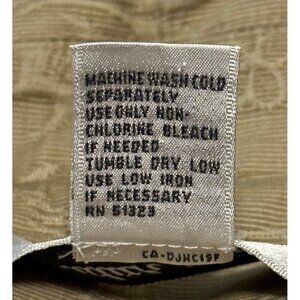 MACHINE WASH COLD
SEPARATELY
USE ONLY NON-
CHLORINE BLEACH
IF NEEDED
TUMBLE DRY LOW
USE LOW IRON
IF NECESSARY
RN 51323
CA-DJHC19F